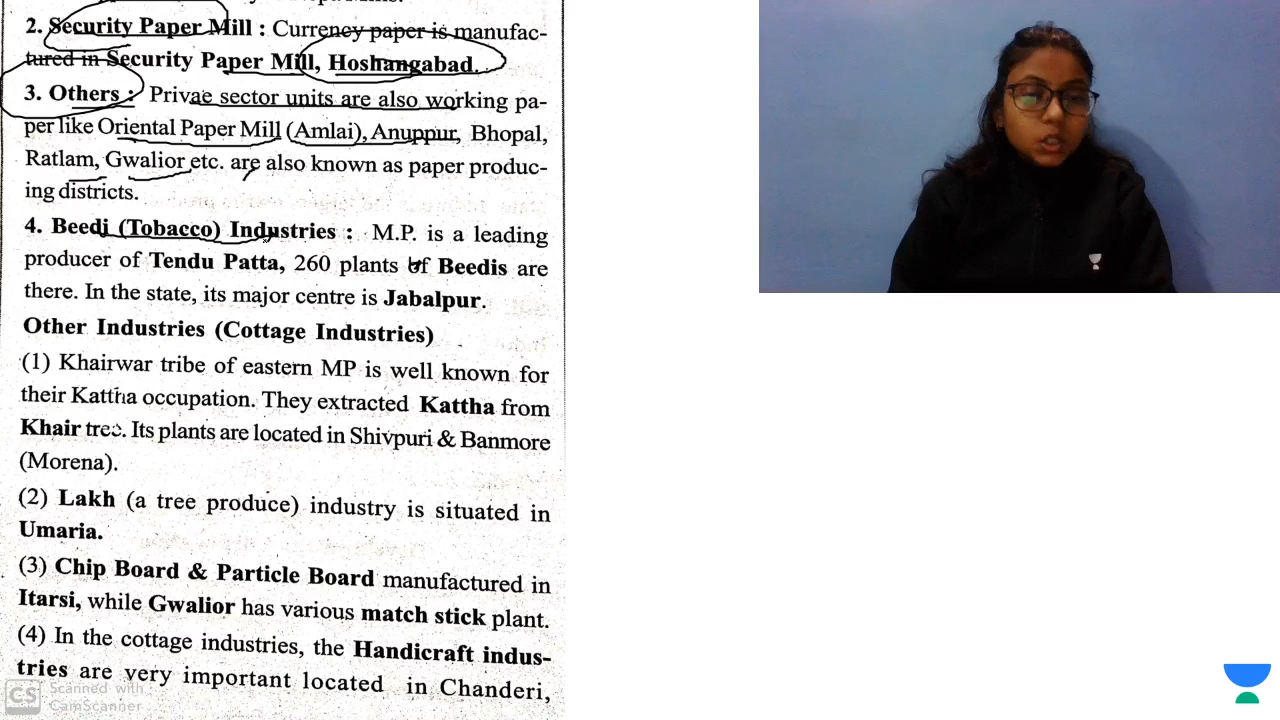 2. Security Paper Mill : Currency paper is manufac-
tured in Security Paper Mill, Hoshangabad.
3. Others : Privae sector units are also working pa-
per like Oriental Paper Mill (Amlai), Anuppur, Bhopal,
Ratlam, Gwalior etc. are also known as paper produc-
ing districts.
4. Beedi (Tobacco) Industries : M.P. is a leading
producer of Tendu Patta, 260 plants of Beedis are
there. In the state, its major centre is Jabalpur.
Other Industries (Cottage Industries)
(1) Khairwar tribe of eastern MP is well known for
their Kattha occupation. They extracted Kattha from
Khair tree. Its plants are located in Shivpuri & Banmore
(Morena).
(2) Lakh (a tree produce) industry is situated in
Umaria.
(3) Chip Board & Particle Board manufactured in
Itarsi, while Gwalior has various match stick plant.
(4) In the cottage industries, the Handicraft indus-
tries are very important located in Chanderi,
CS Scanned with
CamScanner